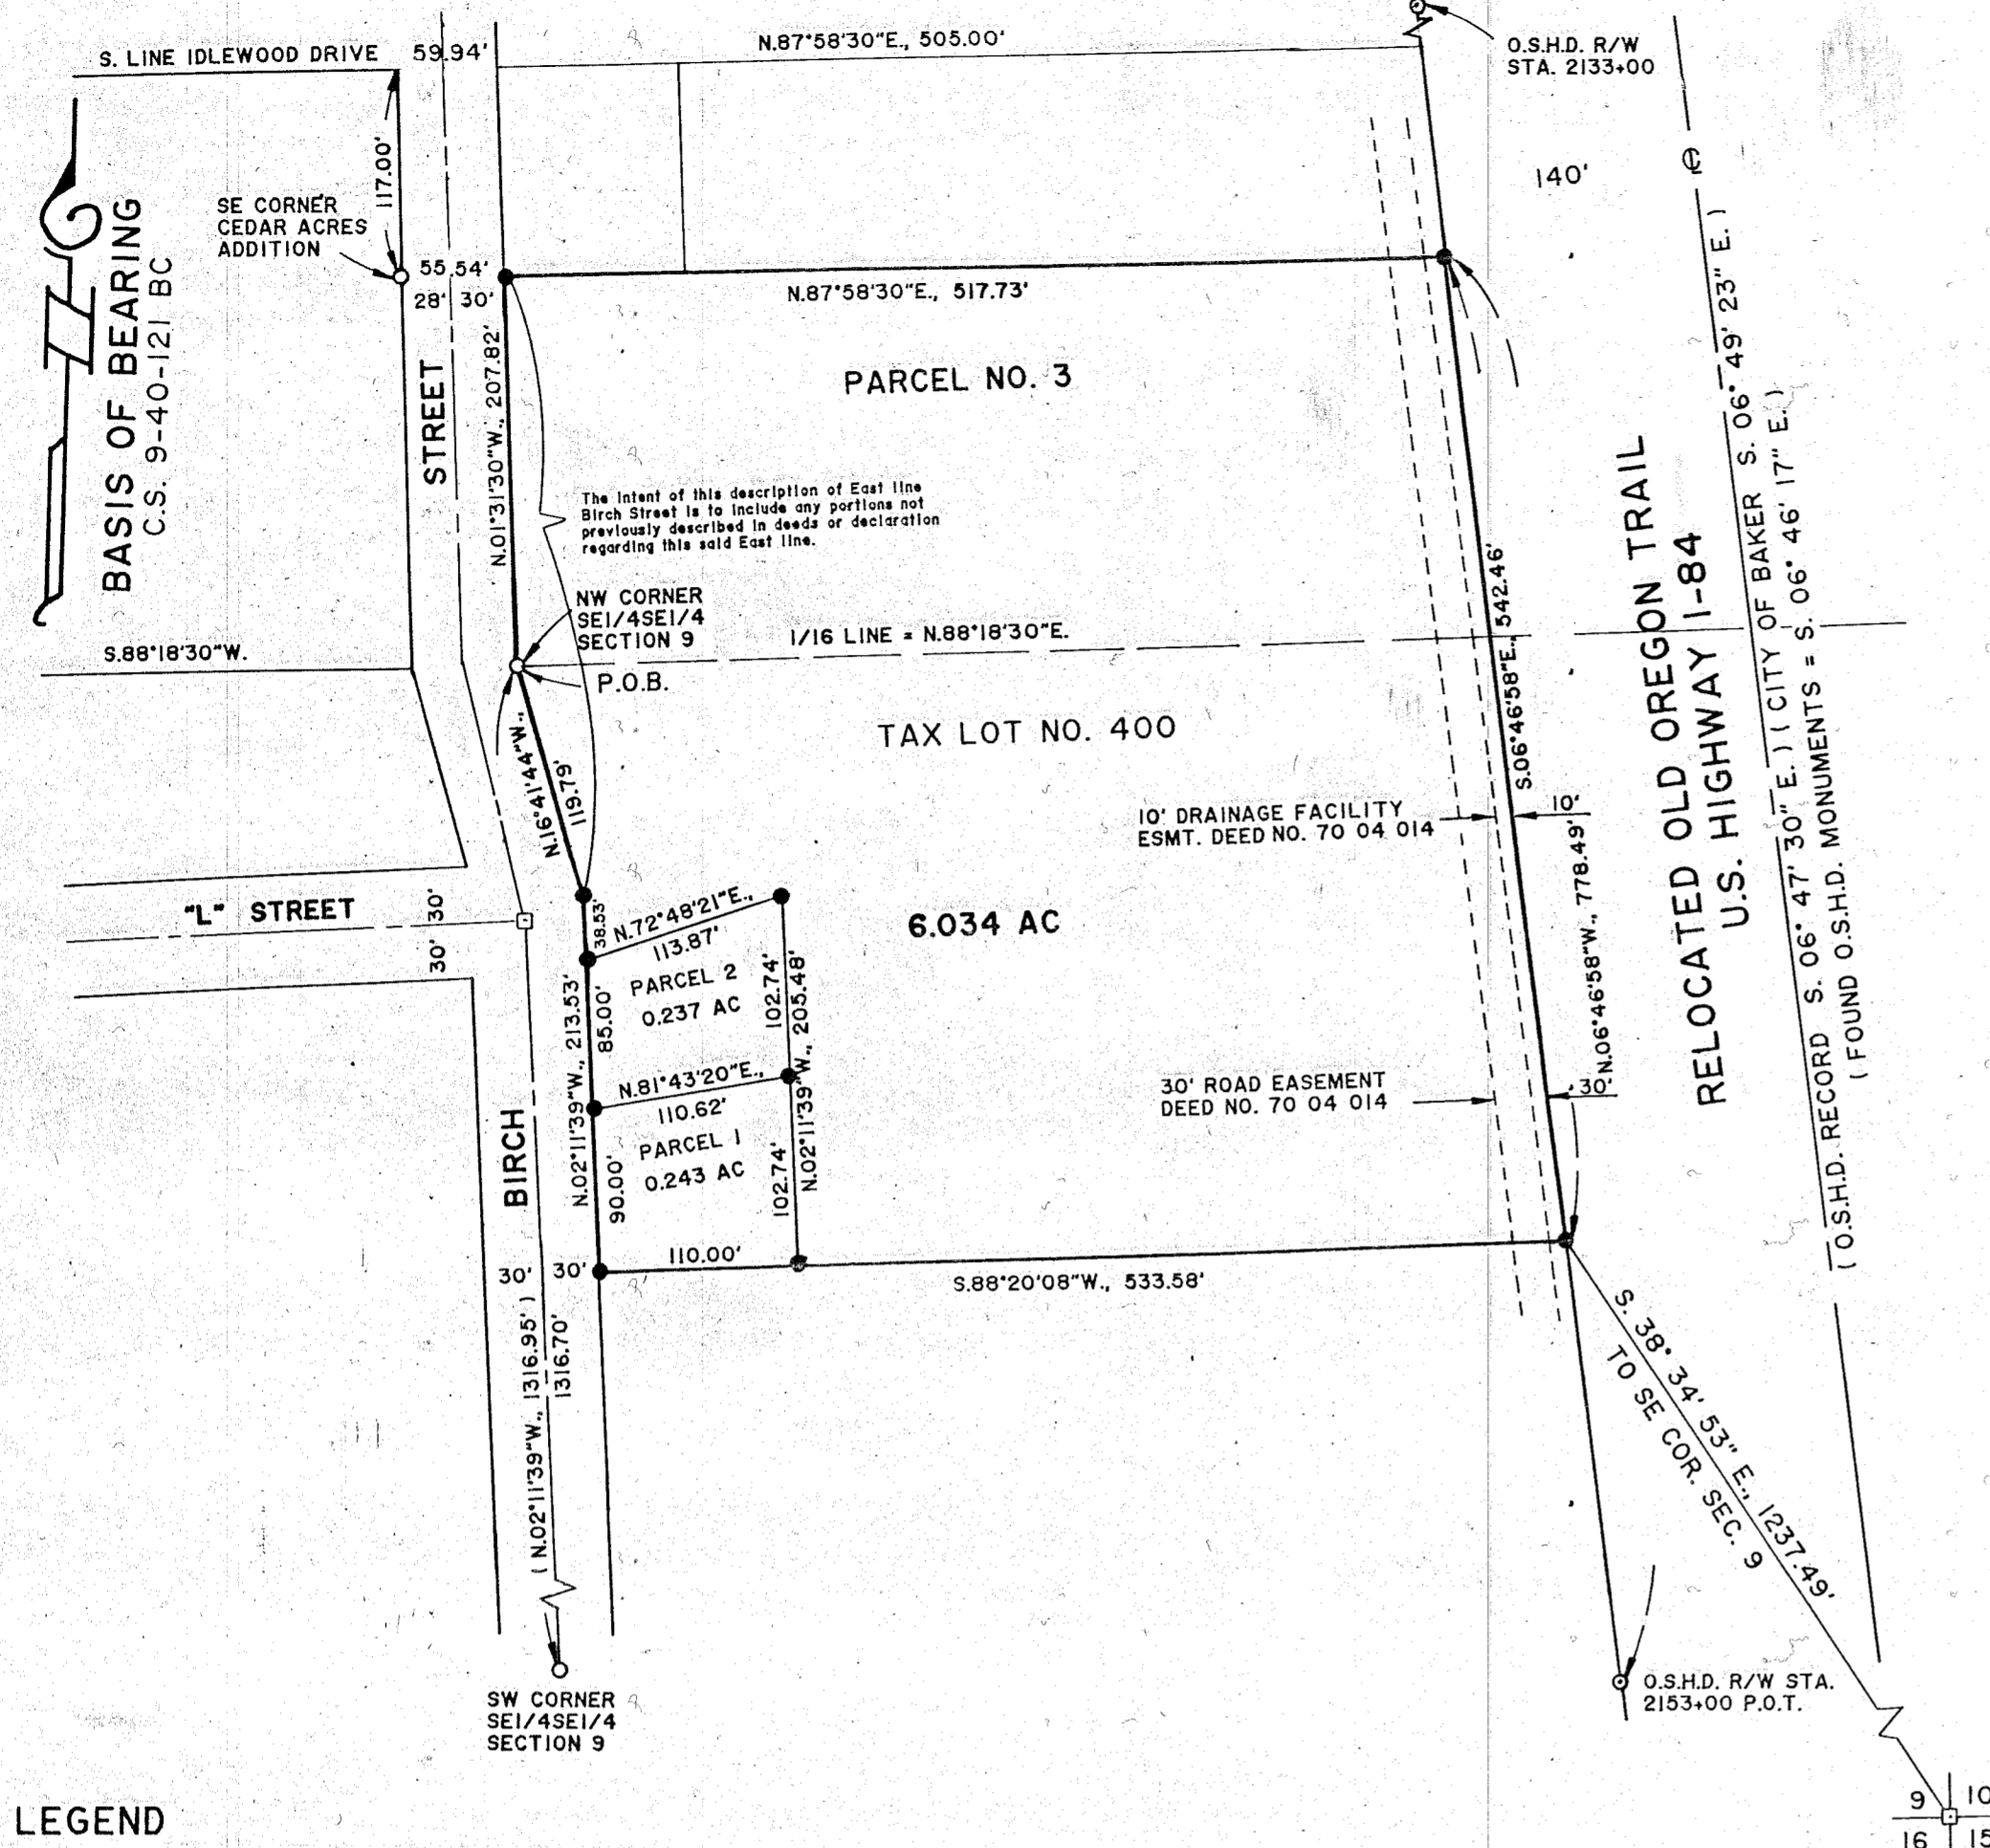 S. LINE IDLEWOOD DRIVE
59.94'
N.87°58'30"E., 505.00'
O.S.H.D. R/W
STA. 2133+00
117.00'
SE CORNER
CEDAR ACRES
ADDITION
BASIS OF BEARING
C.S. 9-40-121 BC
140'
55.54'
28' 30'
N.87°58'30"E., 517.73'
PARCEL NO. 3
STREET
N.01°31'30"W., 207.82'
The Intent of this description of East line
Birch Street is to include any portions not
previously described in deeds or declaration
regarding this said East line.
NW CORNER
SE1/4SE1/4
SECTION 9
1/16 LINE = N.88°18'30"E.
S.88°18'30"W.
P.O.B.
TAX LOT NO. 400
N.16°41'44"W.,
119.79'
S.06°46'58"E., 542.46'
10' DRAINAGE FACILITY
ESMT. DEED NO. 70 04 014
10'
N.06°46'58"W., 778.49'
RELOCATED OLD OREGON TRAIL
U.S. HIGHWAY I-84
( O.S.H.D. RECORD S. 06° 47' 30" E. ) ( CITY OF BAKER S. 06° 49' 23" E. )
( FOUND O.S.H.D. MONUMENTS = S. 06° 46' 17" E. )
"L" STREET
30'
30'
38.53'
N.72°48'21"E.,
113.87'
6.034 AC
PARCEL 2
0.237 AC
N.02°11'39"W., 213.53'
85.00'
102.74'
N.02°11'39"W., 205.48'
N.81°43'20"E.,
110.62'
PARCEL 1
0.243 AC
90.00'
102.74'
30' ROAD EASEMENT
DEED NO. 70 04 014
30'
BIRCH
30' 30'
110.00'
S.88°20'08"W., 533.58'
( N.02°11'39"W., 1316.95' )
1316.70'
S. 38° 34' 53" E., 1237.49'
TO SE COR. SEC. 9
SW CORNER
SE1/4SE1/4
SECTION 9
O.S.H.D. R/W STA.
2153+00 P.O.T.
LEGEND
9 10
16 15